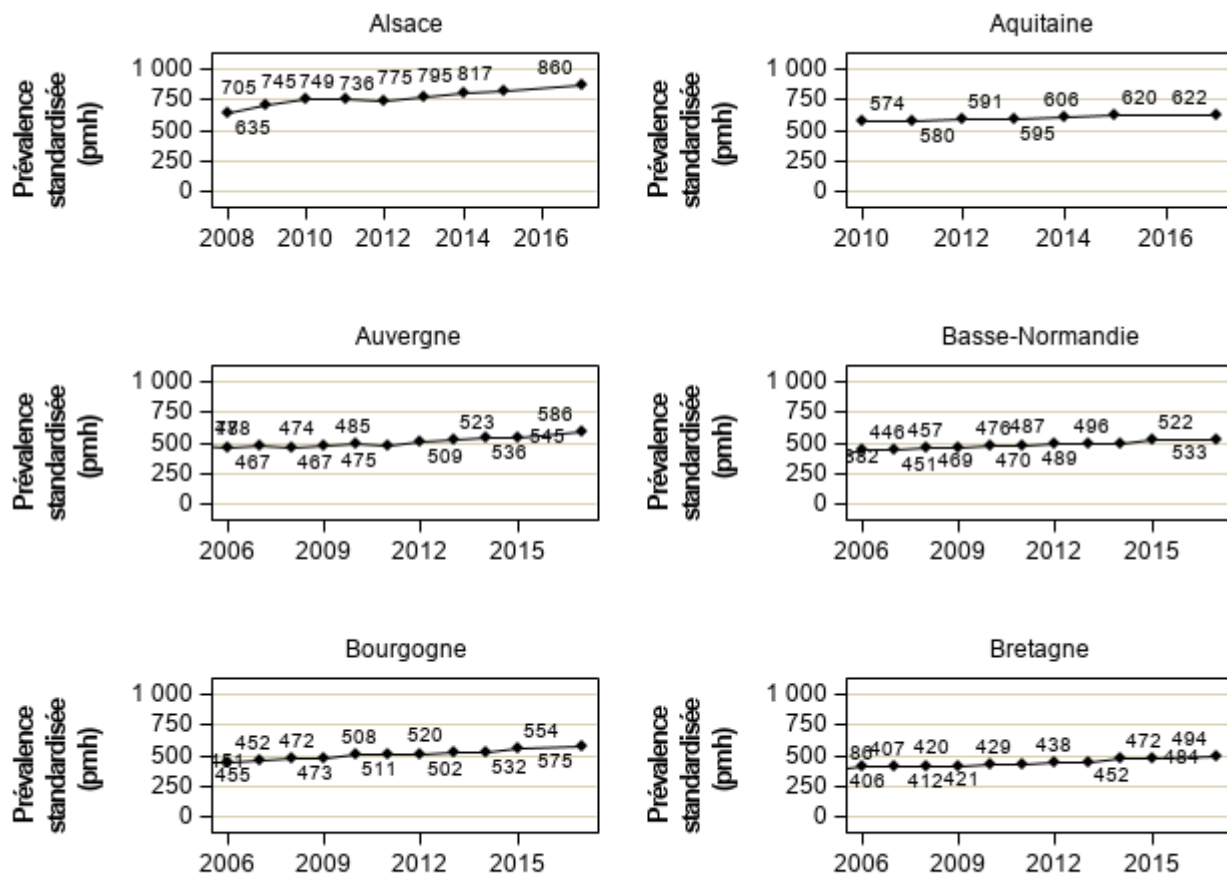 Alsace
Prévalence
standardisée
(pmh)
1 000
750
500
250
0
705 745 749 736 775 795 817 860
635
2008 2010 2012 2014 2016
Aquitaine
Prévalence
standardisée
(pmh)
1 000
750
500
250
0
574 591 606 620 622
580 595
2010 2012 2014 2016
Auvergne
Prévalence
standardisée
(pmh)
1 000
750
500
250
0
474 485 523 586
467 467 475 509 536 545
2006 2009 2012 2015
Basse-Normandie
Prévalence
standardisée
(pmh)
1 000
750
500
250
0
446 457 476 487 496 522
451 469 470 489 533
2006 2009 2012 2015
Bourgogne
Prévalence
standardisée
(pmh)
1 000
750
500
250
0
452 472 508 520 554
455 473 511 502 532 575
2006 2009 2012 2015
Bretagne
Prévalence
standardisée
(pmh)
1 000
750
500
250
0
407 420 429 438 472 494
406 412 421 452 484
2006 2009 2012 2015